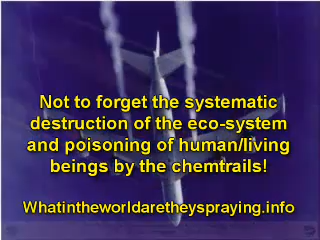 Not to forget the systematic
destruction of the eco-system
and poisoning of human/living
beings by the chemtrails!
Whatintheworldaretheyspraying.info